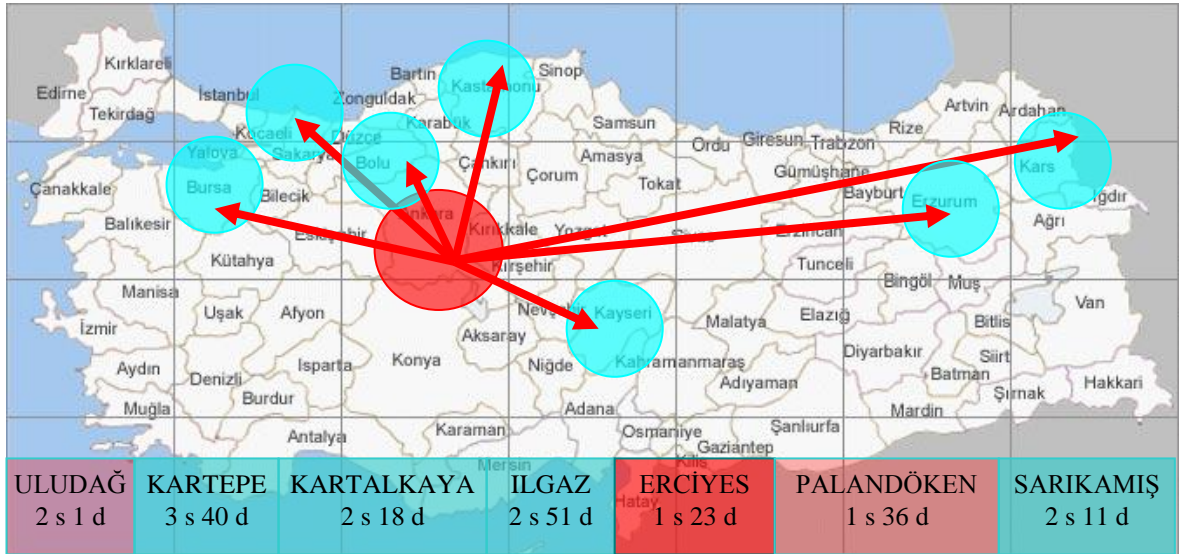 Kırklareli
Edirne
Tekirdağ
İstanbul
Kocaeli
Yalova
Sakarya
Düzce
Zonguldak
Bartın
Karabük
Kastamonu
Sinop
Samsun
Ordu
Giresun
Trabzon
Rize
Artvin
Ardahan
Çanakkale
Bursa
Bilecik
Bolu
Çankırı
Çorum
Amasya
Tokat
Gümüşhane
Bayburt
Erzurum
Kars
Iğdır
Balıkesir
Eskişehir
Ankara
Kırıkkale
Yozgat
Sivas
Erzincan
Ağrı
Kütahya
Kırşehir
Tunceli
Bingöl
Muş
Manisa
Uşak
Afyon
Nevşehir
Kayseri
Malatya
Elazığ
Bitlis
Van
İzmir
Aksaray
Konya
Niğde
Kahramanmaraş
Diyarbakır
Batman
Siirt
Şırnak
Hakkari
Aydın
Denizli
Isparta
Burdur
Adıyaman
Mardin
Muğla
Antalya
Karaman
Adana
Osmaniye
Gaziantep
Şanlıurfa
Mersin
Kilis
Hatay
ULUDAĞ KARTEPE KARTALKAYA ILGAZ ERCİYES PALANDÖKEN SARIKAMIŞ
2 s 1 d 3 s 40 d 2 s 18 d 2 s 51 d 1 s 23 d 1 s 36 d 2 s 11 d